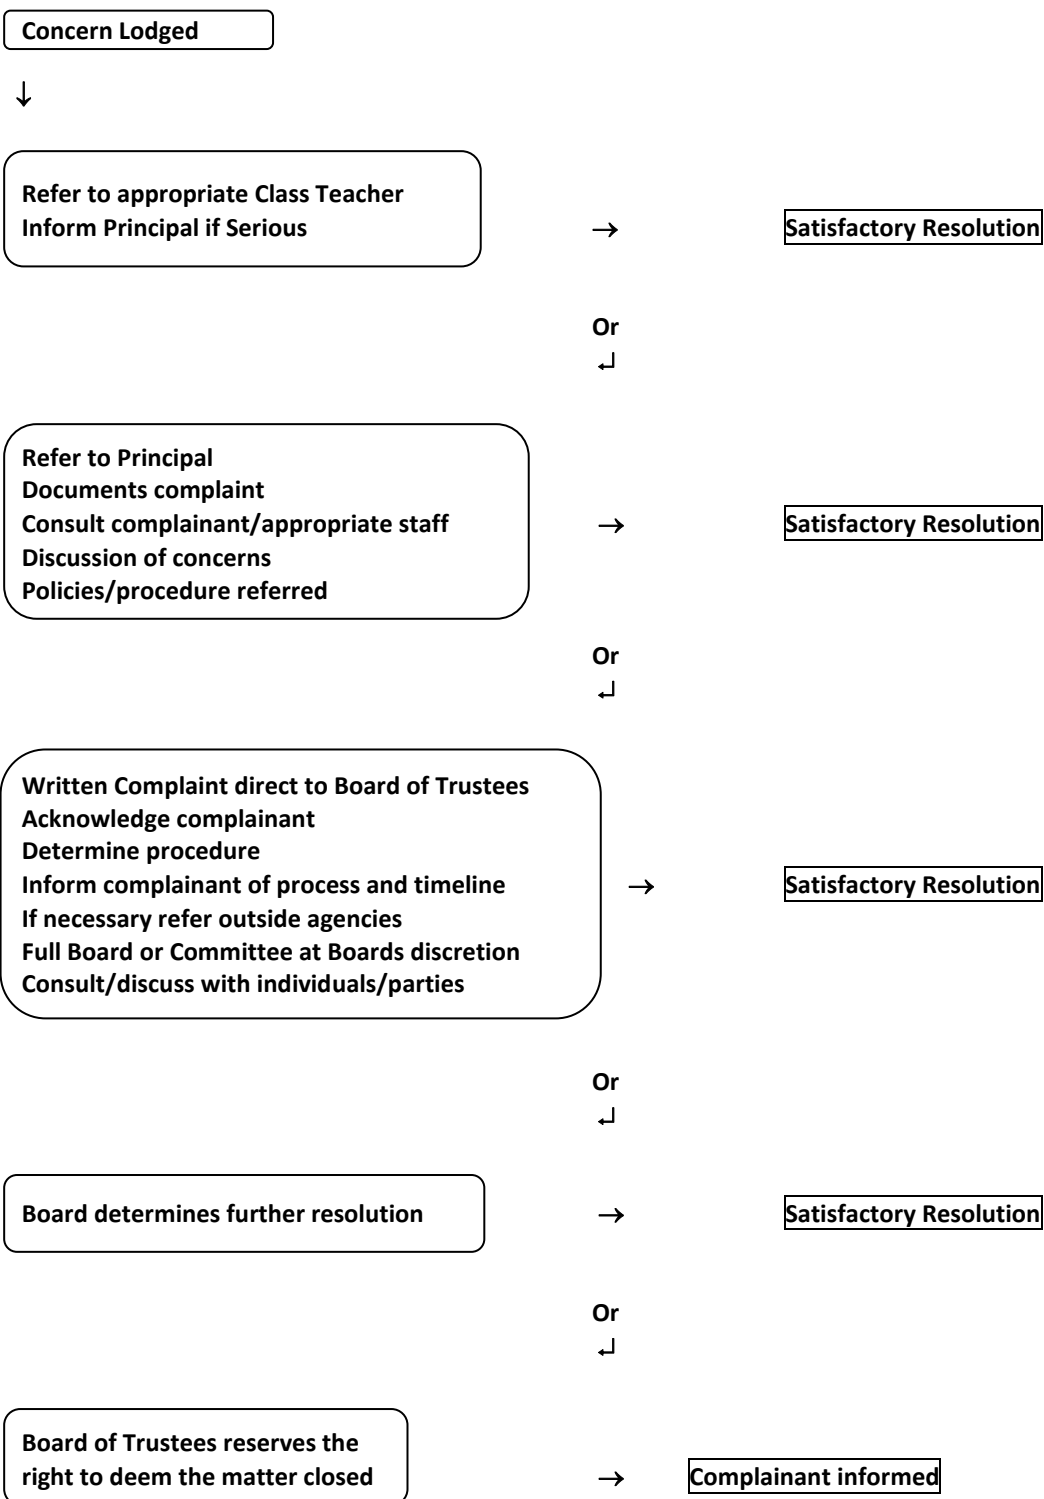 Concern Lodged
↓
Refer to appropriate Class Teacher
Inform Principal if Serious → Satisfactory Resolution
Or
↵
Refer to Principal
Documents complaint
Consult complainant/appropriate staff → Satisfactory Resolution
Discussion of concerns
Policies/procedure referred
Or
↵
Written Complaint direct to Board of Trustees
Acknowledge complainant
Determine procedure
Inform complainant of process and timeline → Satisfactory Resolution
If necessary refer outside agencies
Full Board or Committee at Boards discretion
Consult/discuss with individuals/parties
Or
↵
Board determines further resolution → Satisfactory Resolution
Or
↵
Board of Trustees reserves the
right to deem the matter closed → Complainant informed